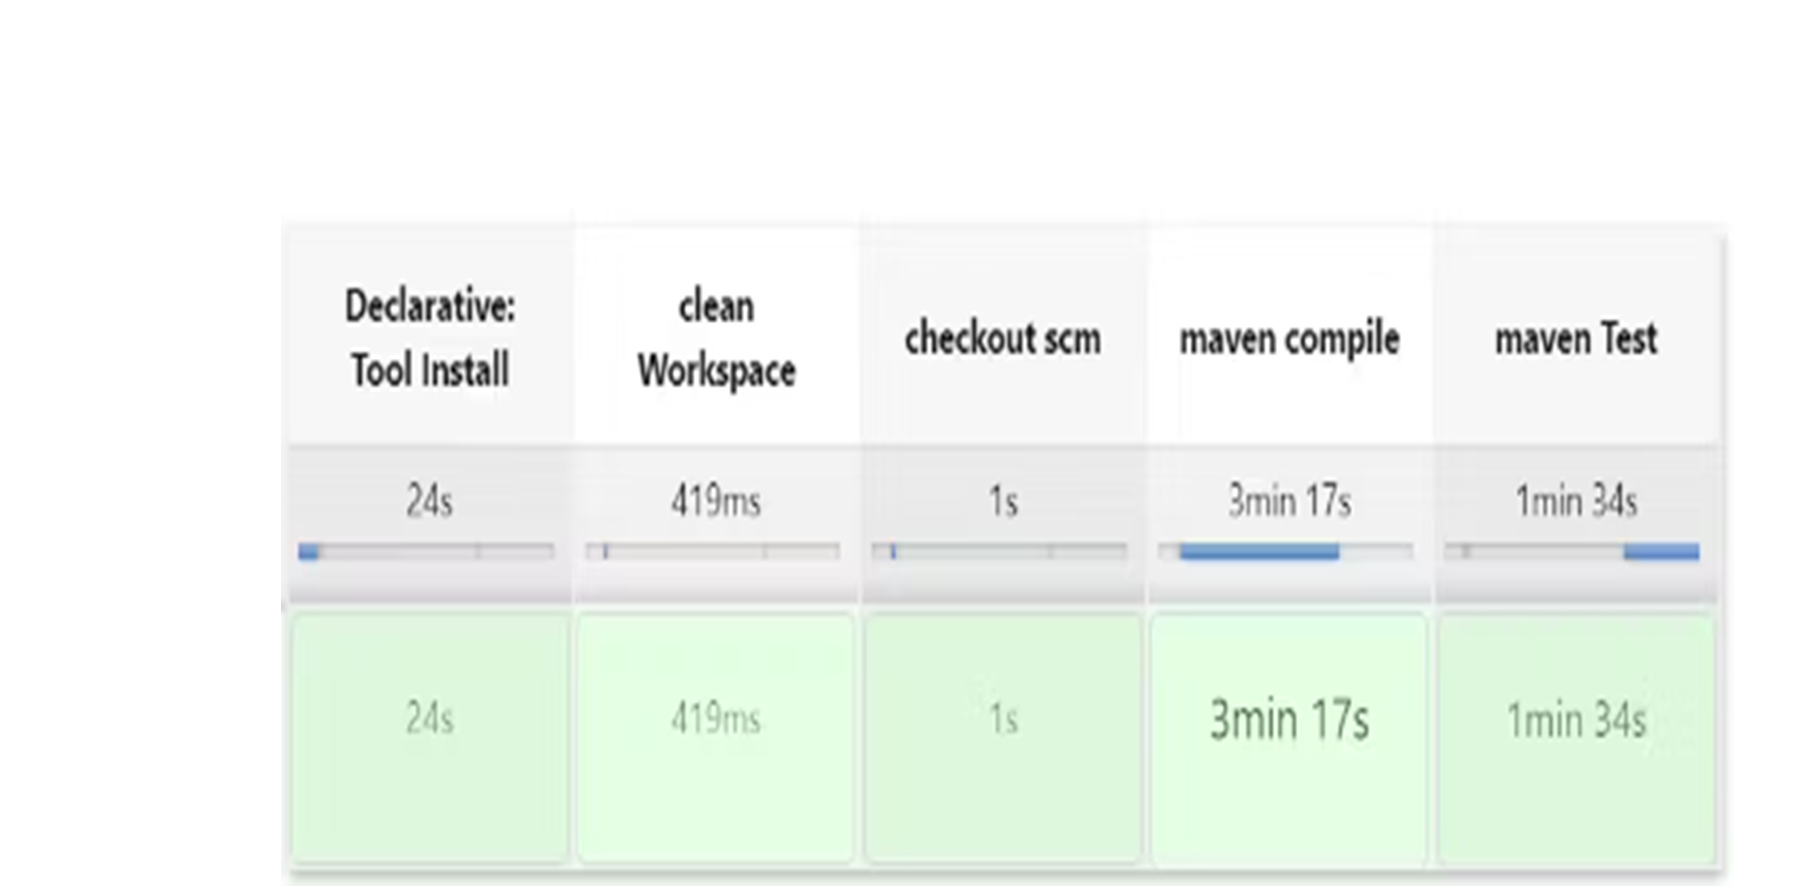 Declarative:
Tool Install
clean
Workspace
checkout scm
maven compile
maven Test
24s
419ms
1s
3min 17s
1min 34s
24s
419ms
1s
3min 17s
1min 34s